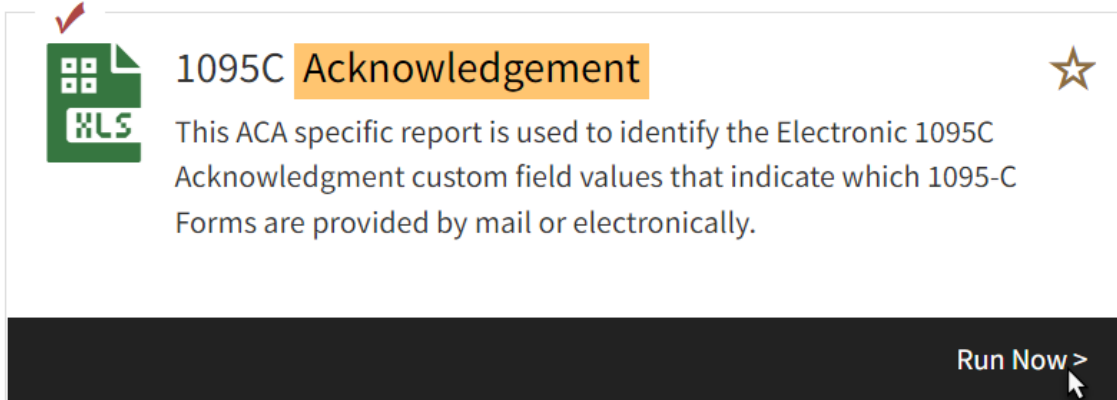 1095C Acknowledgement
XLS
This ACA specific report is used to identify the Electronic 1095C
Acknowledgment custom field values that indicate which 1095-C
Forms are provided by mail or electronically.
Run Now >